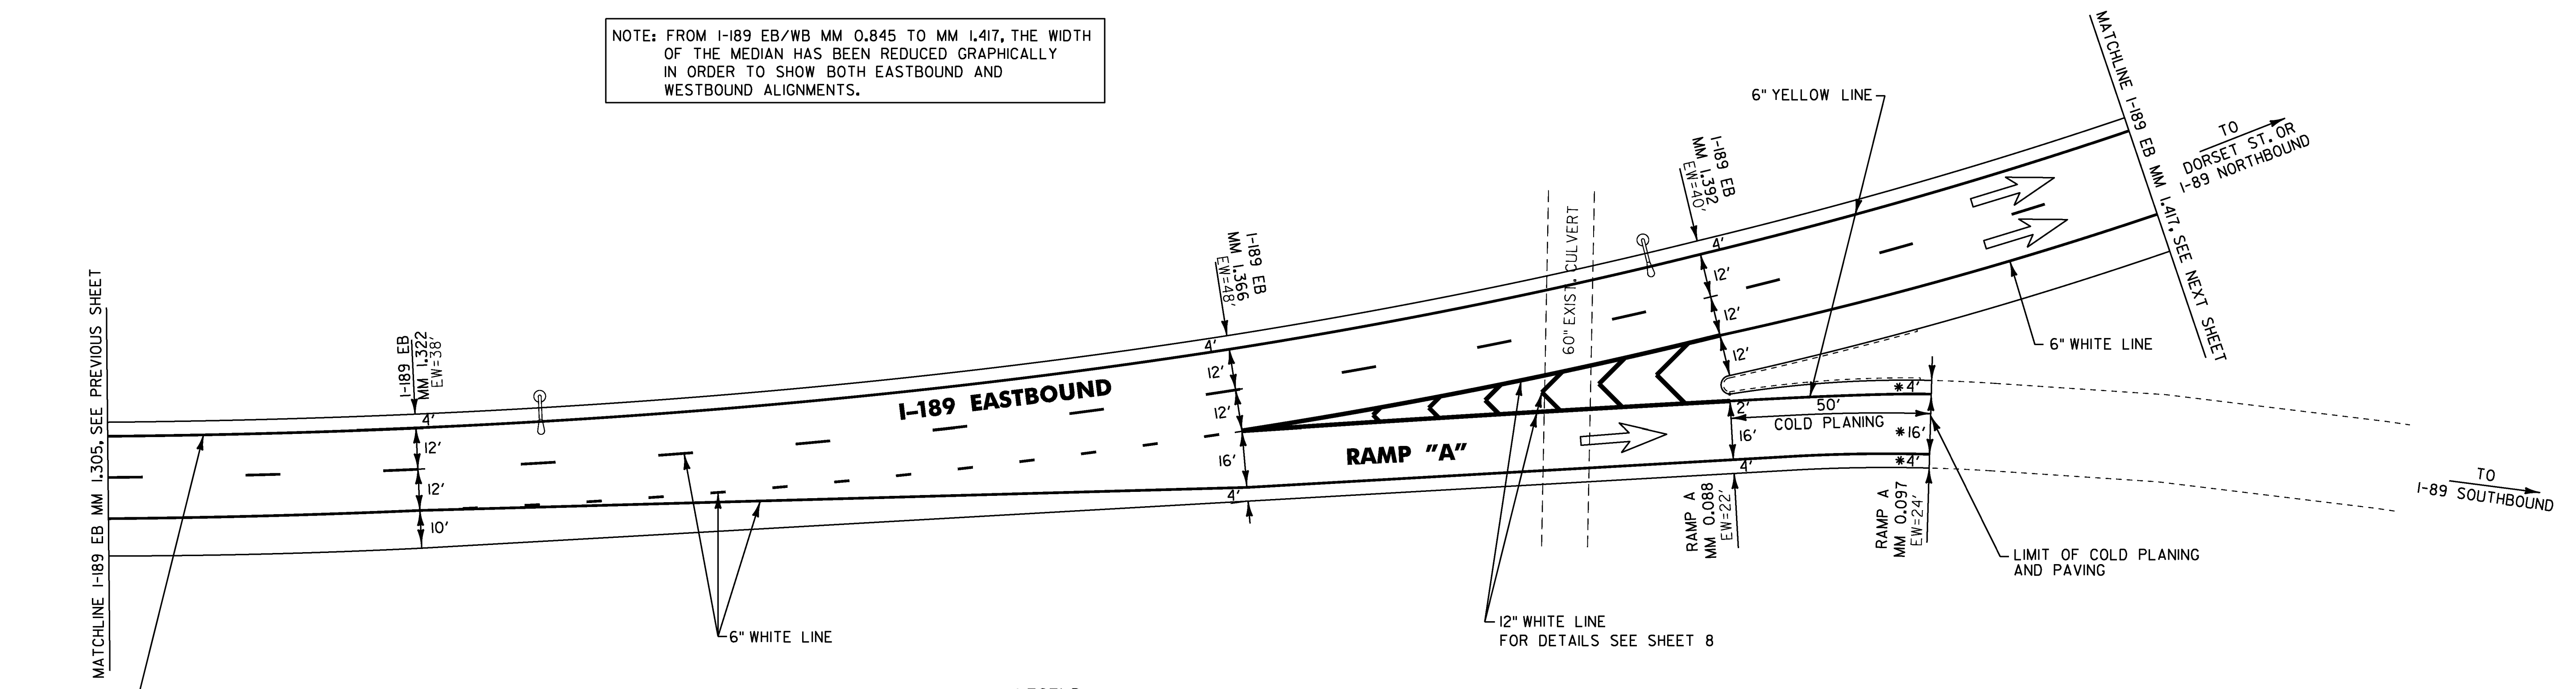 NOTE: FROM I-189 EB/WB MM 0.845 TO MM 1.417, THE WIDTH
OF THE MEDIAN HAS BEEN REDUCED GRAPHICALLY
IN ORDER TO SHOW BOTH EASTBOUND AND
WESTBOUND ALIGNMENTS.
MATCHLINE I-189 EB MM 1.305, SEE PREVIOUS SHEET
I-189 EB
MM 1.322
EW=38'
4'
12'
12'
10'
6" WHITE LINE
I-189 EASTBOUND
I-189 EB
MM 1.366
EW=48'
4'
12'
12'
16'
4'
RAMP "A"
60" EXIST. CULVERT
12" WHITE LINE
FOR DETAILS SEE SHEET 8
I-189 EB
MM 1.392
EW=40'
4'
12'
12'
12'
2'
16'
4'
6" YELLOW LINE
50'
COLD PLANING
*4'
*16'
*4'
RAMP A
MM 0.088
EW=22'
RAMP A
MM 0.097
EW=24'
LIMIT OF COLD PLANING
AND PAVING
6" WHITE LINE
MATCHLINE I-189 EB MM 1.417, SEE NEXT SHEET
TO
DORSET ST. OR
I-89 NORTHBOUND
TO
I-89 SOUTHBOUND